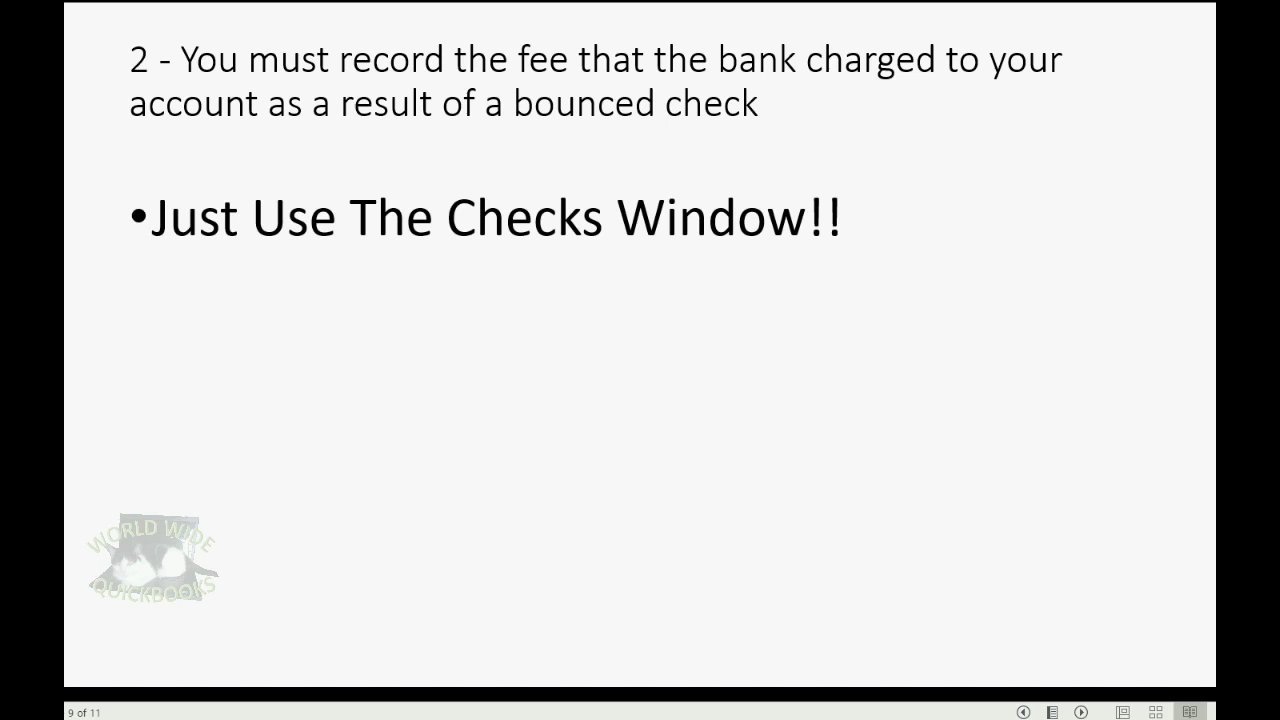 2 - You must record the fee that the bank charged to your
account as a result of a bounced check
•Just Use The Checks Window!!
WORLD WIDE
QUICKBOOKS
9 of 11